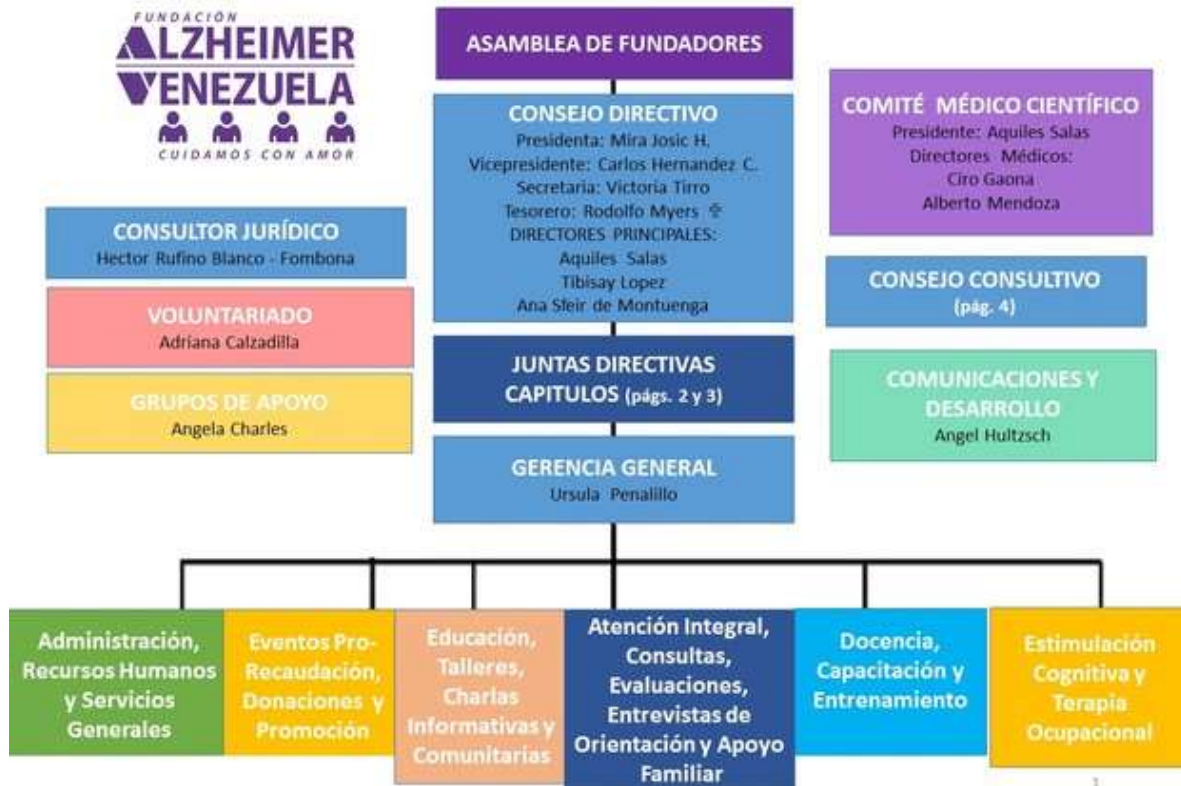 FUNDACIÓN
ALZHEIMER
VENEZUELA
CUIDAMOS CON AMOR
ASAMBLEA DE FUNDADORES
CONSEJO DIRECTIVO
Presidenta: Mira Josic H.
Vicepresidente: Carlos Hernandez C.
Secretaria: Victoria Tirro
Tesorero: Rodolfo Myers ✞
DIRECTORES PRINCIPALES:
Aquiles Salas
Tibisay Lopez
Ana Sfeir de Montuenga
COMITÉ MÉDICO CIENTÍFICO
Presidente: Aquiles Salas
Directores Médicos:
Ciro Gaona
Alberto Mendoza
CONSULTOR JURÍDICO
Hector Rufino Blanco - Fombona
VOLUNTARIADO
Adriana Calzadilla
GRUPOS DE APOYO
Angela Charles
CONSEJO CONSULTIVO
(pág. 4)
JUNTAS DIRECTIVAS
CAPITULOS (págs. 2 y 3)
COMUNICACIONES Y
DESARROLLO
Angel Hultzsch
GERENCIA GENERAL
Ursula Penalillo
Administración,
Recursos Humanos
y Servicios
Generales
Eventos Pro-
Recaudación,
Donaciones y
Promoción
Educación,
Talleres,
Charlas
Informativas y
Comunitarias
Atención Integral,
Consultas,
Evaluaciones,
Entrevistas de
Orientación y Apoyo
Familiar
Docencia,
Capacitación y
Entrenamiento
Estimulación
Cognitiva y
Terapia
Ocupacional
1